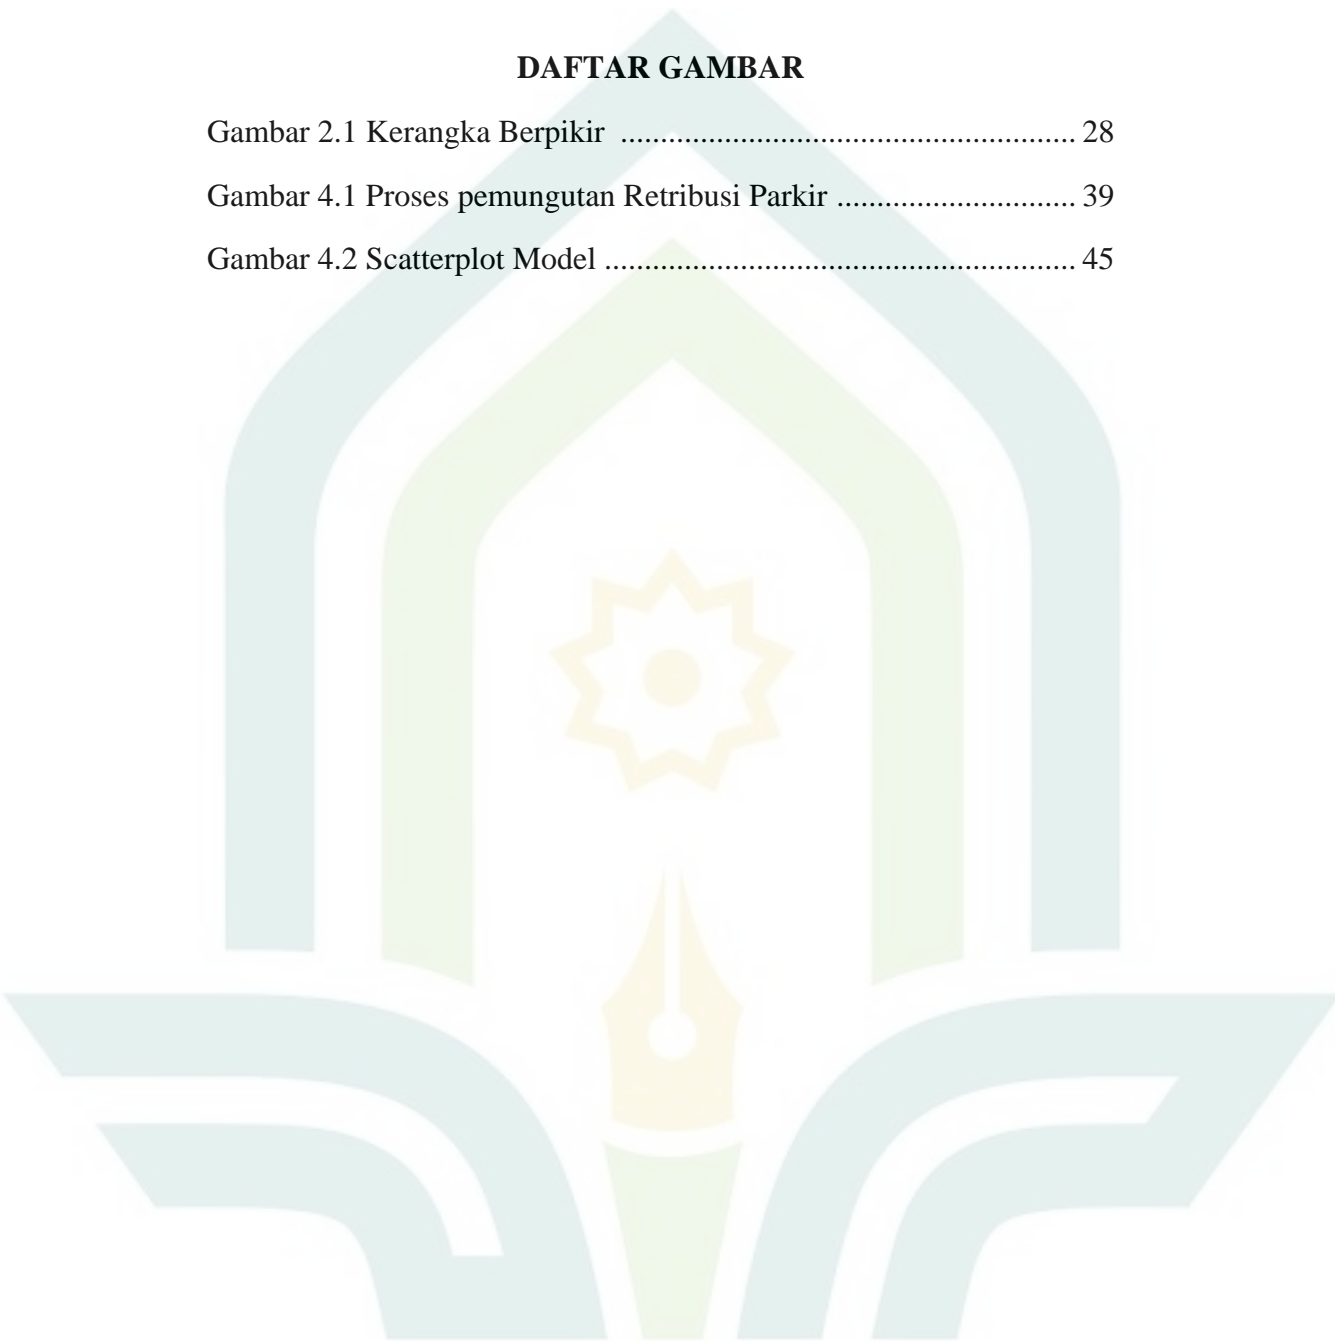 DAFTAR GAMBAR
Gambar 2.1 Kerangka Berpikir ....................................................... 28
Gambar 4.1 Proses pemungutan Retribusi Parkir ............................. 39
Gambar 4.2 Scatterplot Model ......................................................... 45